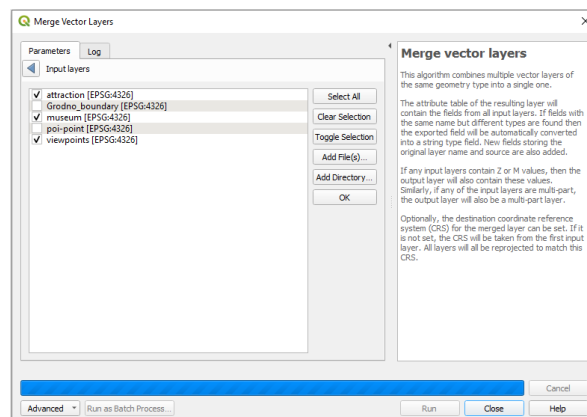 Merge Vector Layers
Parameters
Log
Input layers
attraction [EPSG:4326]
Grodno_boundary [EPSG:4326]
museum [EPSG:4326]
poi-point [EPSG:4326]
viewpoints [EPSG:4326]
Select All
Clear Selection
Toggle Selection
Add File(s)...
Add Directory...
OK
Merge vector layers
This algorithm combines multiple vector layers of
the same geometry type into a single one.
The attribute table of the resulting layer will
contain the fields from all input layers. If fields with
the same name but different types are found then
the exported field will be automatically converted
into a string type field. New fields storing the
original layer name and source are also added.
If any input layers contain Z or M values, then the
output layer will also contain these values.
Similarly, if any of the input layers are multi-part,
the output layer will also be a multi-part layer.
Optionally, the destination coordinate reference
system (CRS) for the merged layer can be set. If it
is not set, the CRS will be taken from the first input
layer. All layers will all be reprojected to match this
CRS.
Cancel
Advanced
Run as Batch Process...
Run
Close
Help